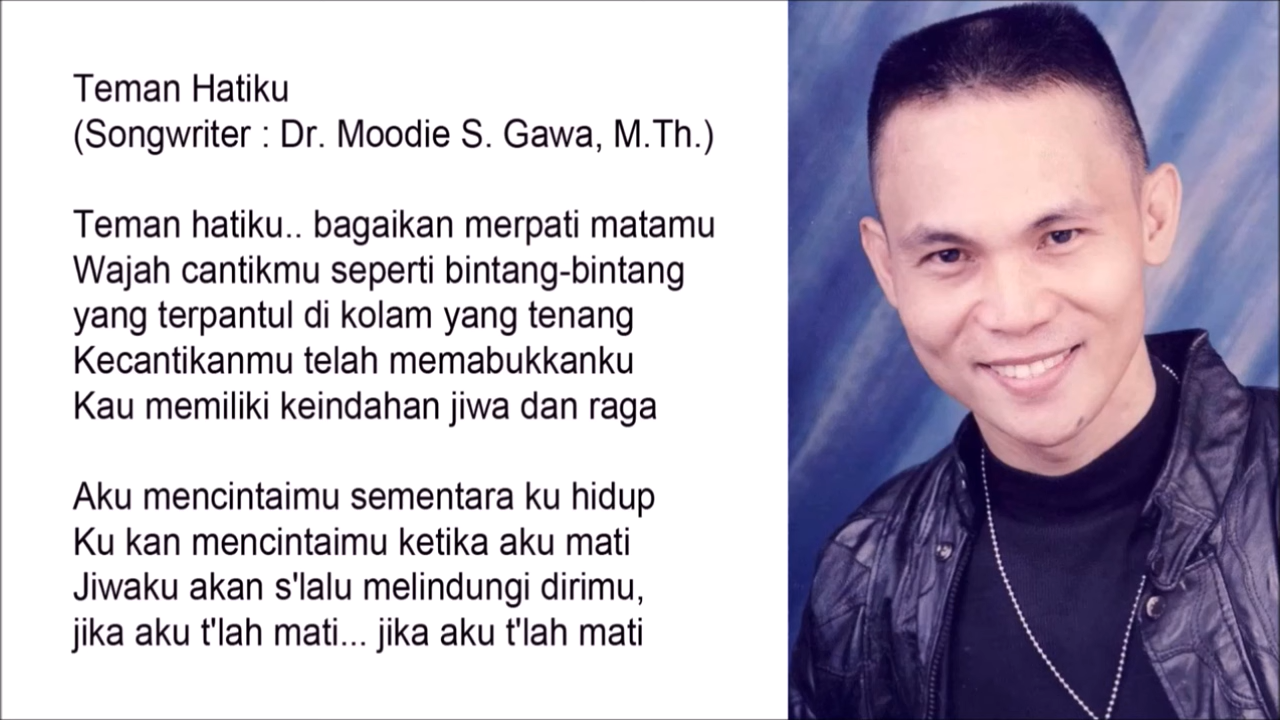 Teman Hatiku
(Songwriter : Dr. Moodie S. Gawa, M.Th.)
Teman hatiku.. bagaikan merpati matamu
Wajah cantikmu seperti bintang-bintang
yang terpantul di kolam yang tenang
Kecantikanmu telah memabukkanku
Kau memiliki keindahan jiwa dan raga
Aku mencintaimu sementara ku hidup
Ku kan mencintaimu ketika aku mati
Jiwaku akan s'lalu melindungi dirimu,
jika aku t'lah mati... jika aku t'lah mati